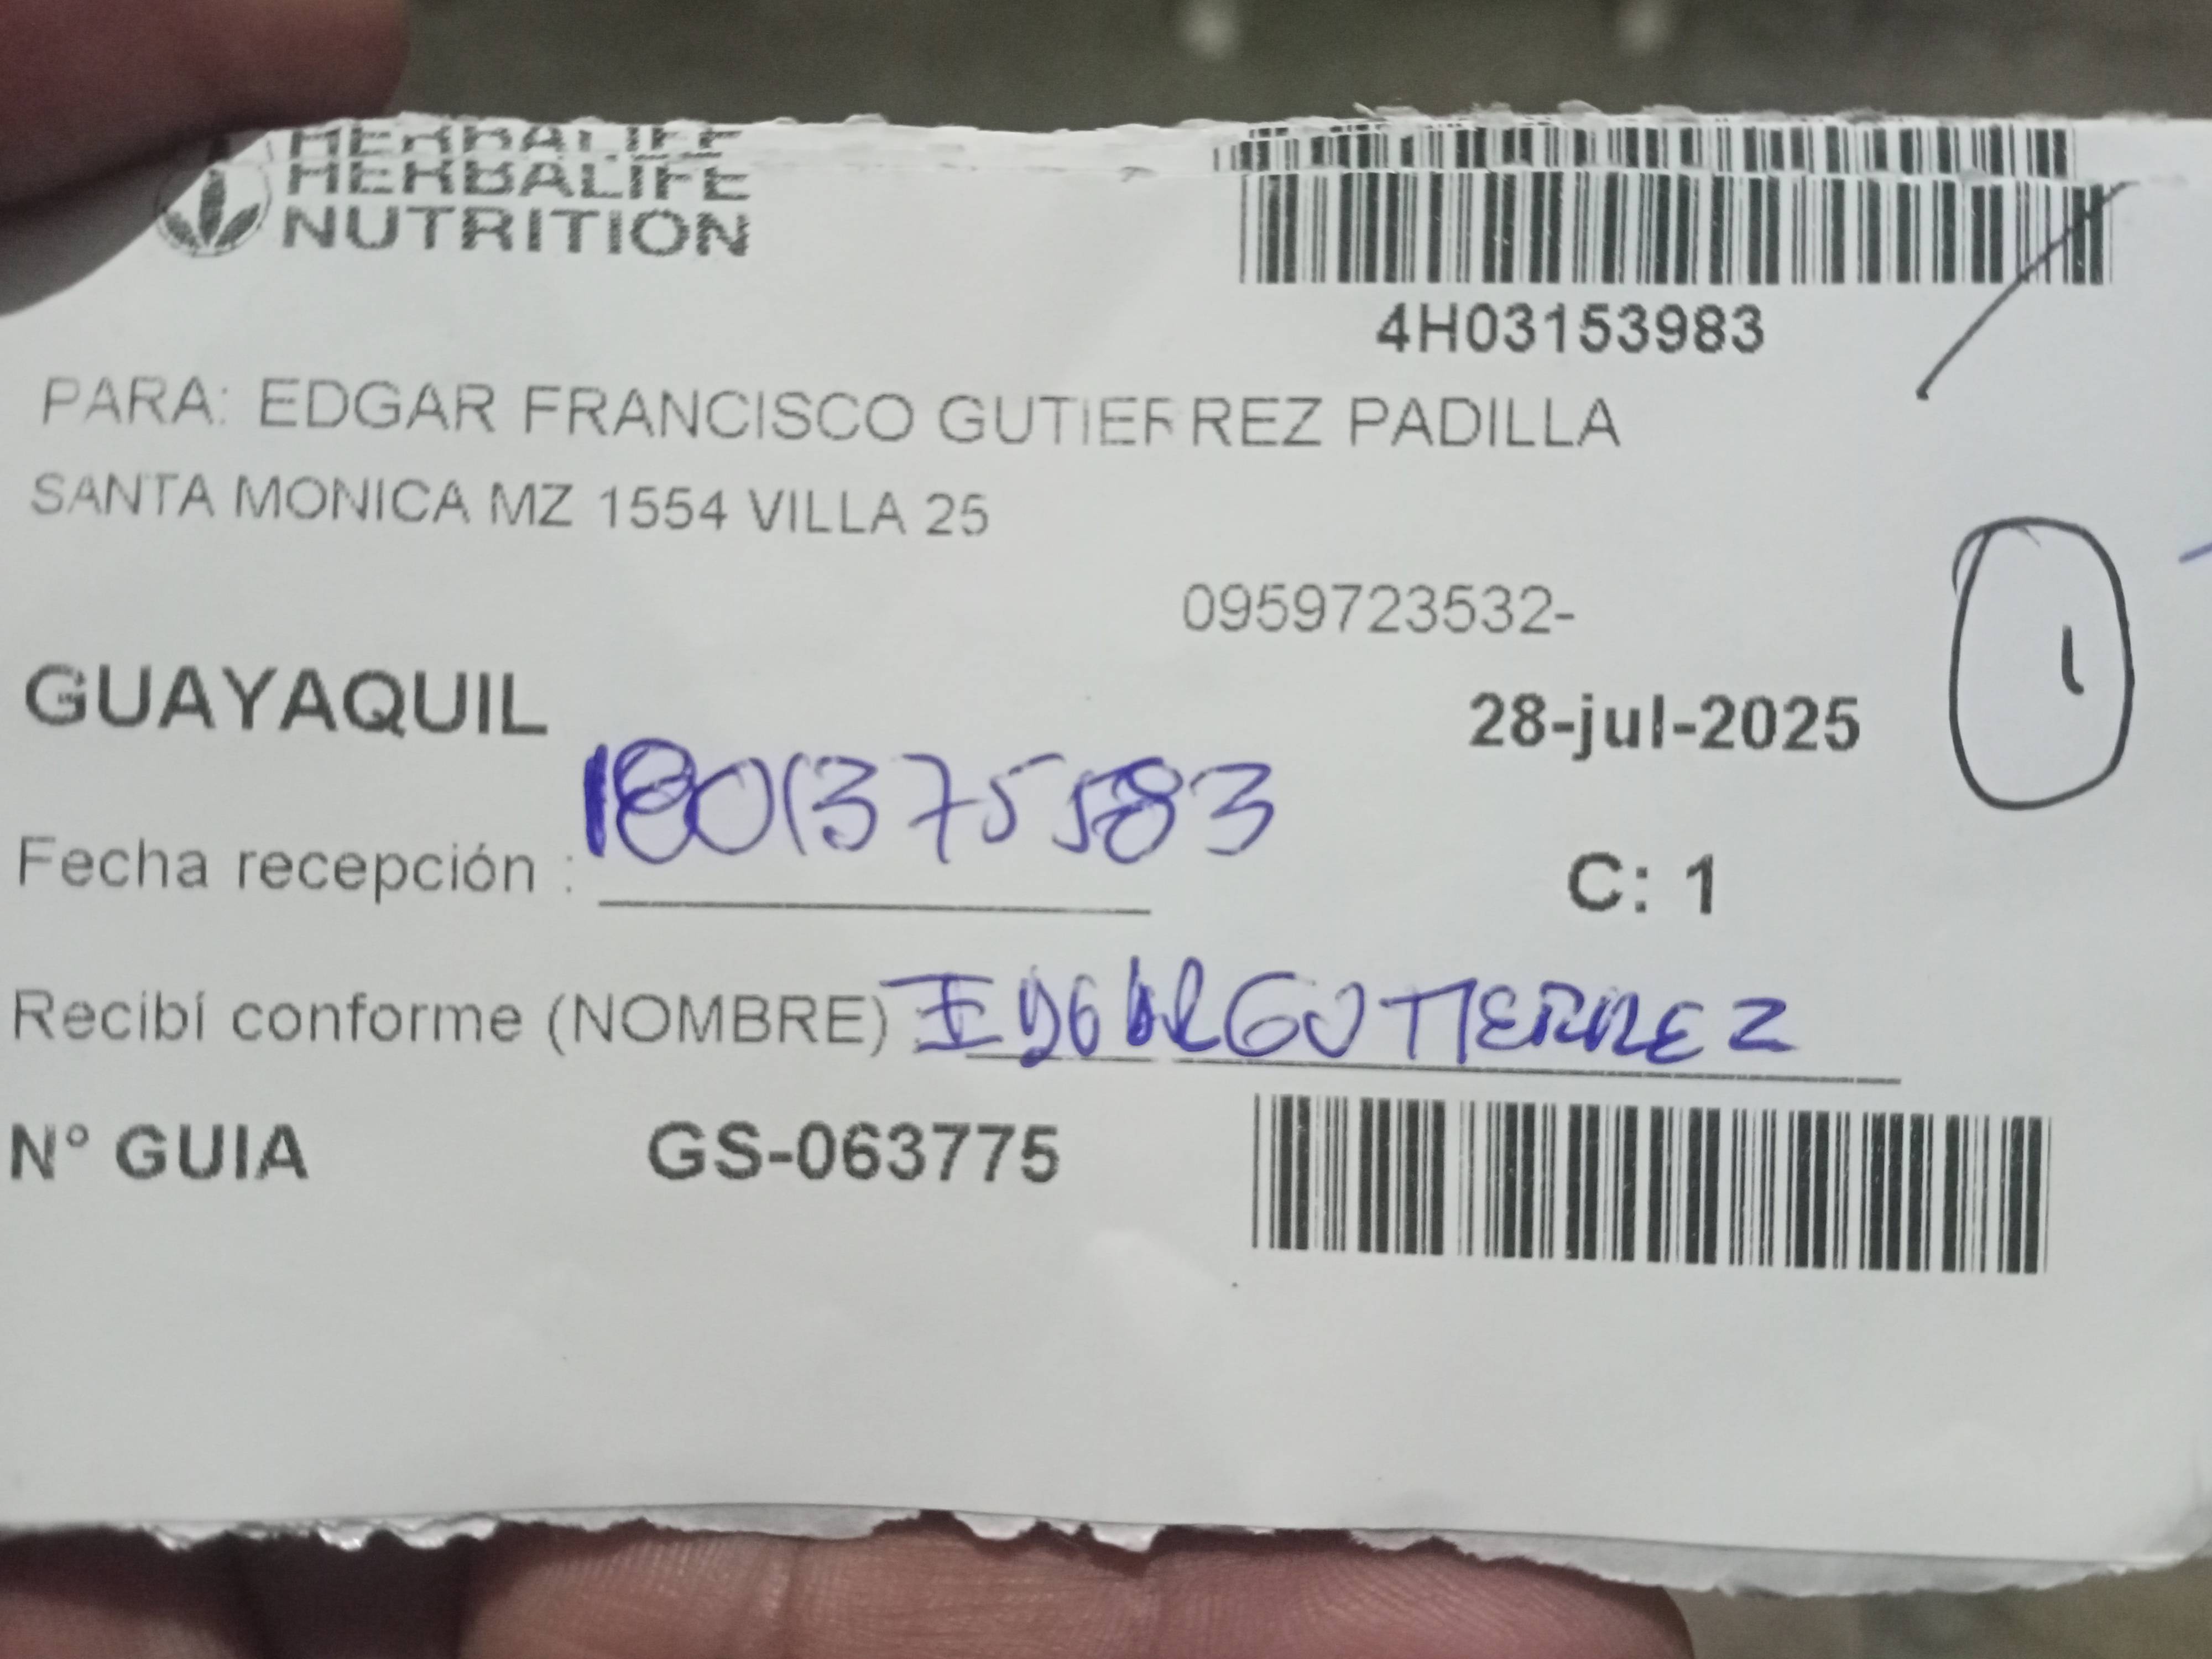 HERBALIFE
HERBALIFE
NUTRITION
4H03153983
PARA: EDGAR FRANCISCO GUTIERREZ PADILLA
SANTA MONICA MZ 1554 VILLA 25
0959723532-
GUAYAQUIL
28-jul-2025
1
Fecha recepción : 1801375583
C: 1
Recibí conforme (NOMBRE) EDGAR GUTIERREZ
N° GUIA GS-063775